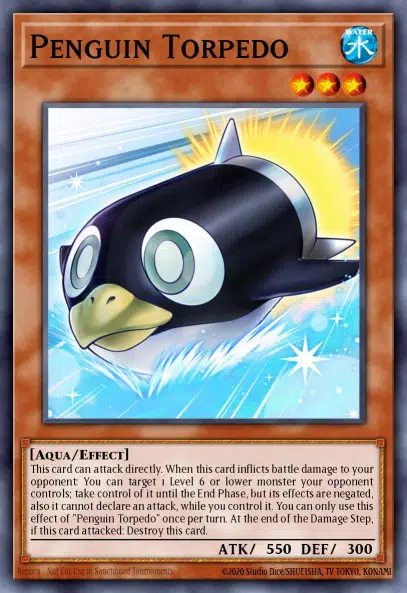 PENGUIN TORPEDO
WATER
水
[AQUA/EFFECT]
This card can attack directly. When this card inflicts battle damage to your
opponent: You can target 1 Level 6 or lower monster your opponent
controls; take control of it until the End Phase, but its effects are negated,
also it cannot declare an attack, while you control it. You can only use this
effect of "Penguin Torpedo" once per turn. At the end of the Damage Step,
if this card attacked: Destroy this card.
ATK/ 550 DEF/ 300
Replica - Not For Use in Sanctioned Tournaments
©2020 Studio Dice/SHUEISHA, TV TOKYO, KONAMI